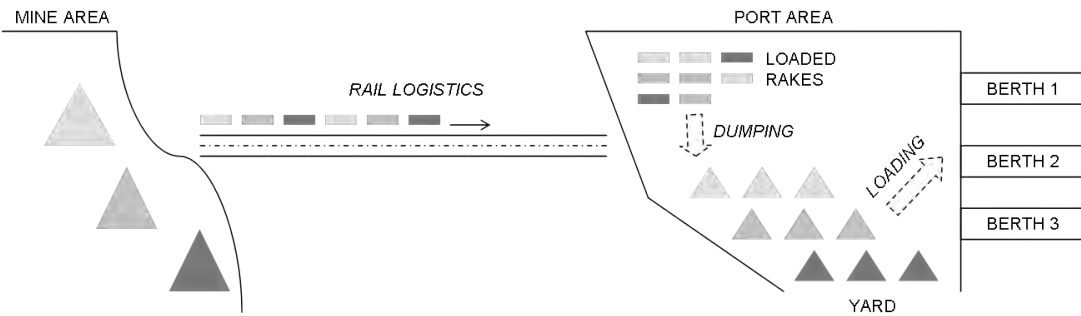 MINE AREA
PORT AREA
RAIL LOGISTICS
LOADED
RAKES
DUMPING
LOADING
BERTH 1
BERTH 2
BERTH 3
YARD